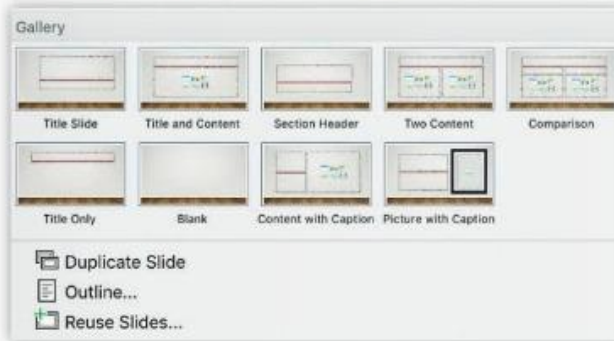 Gallery
Title Slide
Title and Content
Section Header
Two Content
Comparison
Title Only
Blank
Content with Caption
Picture with Caption
Duplicate Slide
Outline...
Reuse Slides...